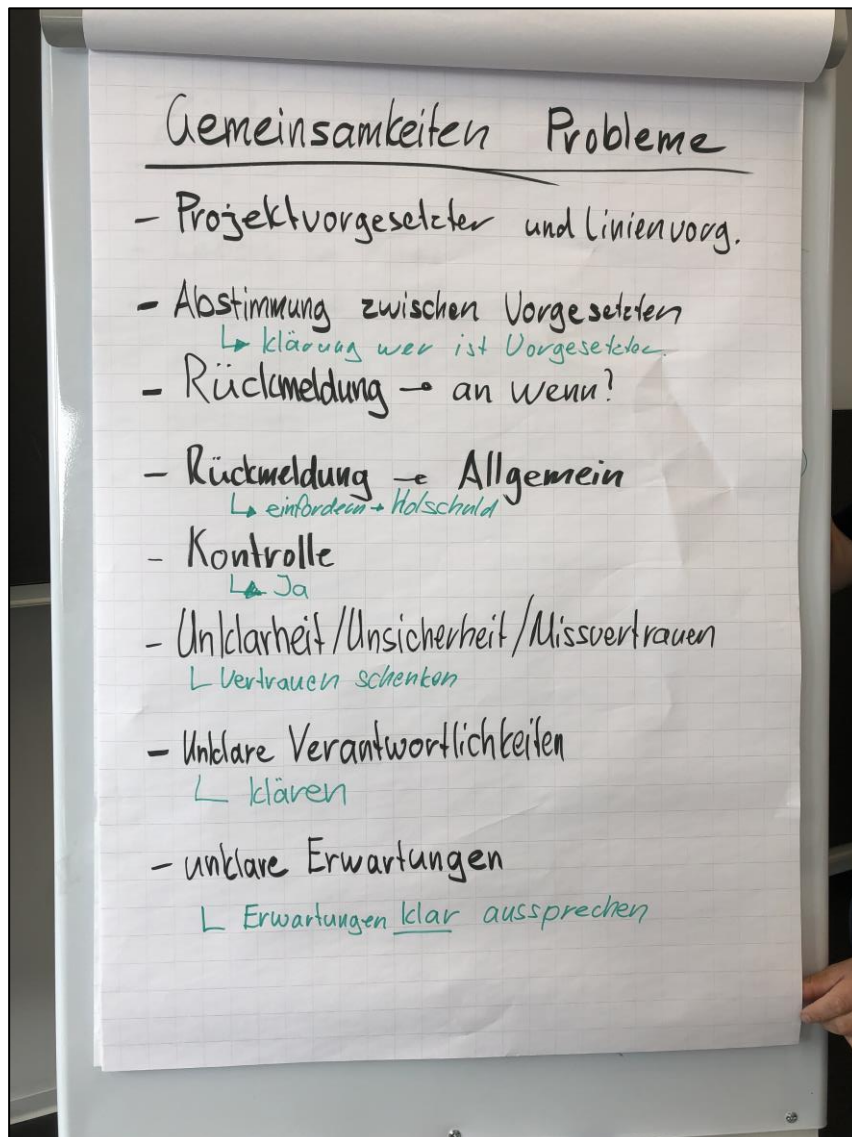 Gemeinsamkeiten Probleme
- Projektvorgesetzter und Linienvorg.
- Abstimmung zwischen Vorgesetzten
↳ Klärung wer ist Vorgesetzter
- Rückmeldung → an wenn?
- Rückmeldung → Allgemein
↳ einfordern → Holschuld
- Kontrolle
↳ Ja
- Unklarheit/Unsicherheit/Missvertrauen
└ Vertrauen schenken
- Unklare Verantwortlichkeiten
└ klären
- unklare Erwartungen
└ Erwartungen klar aussprechen